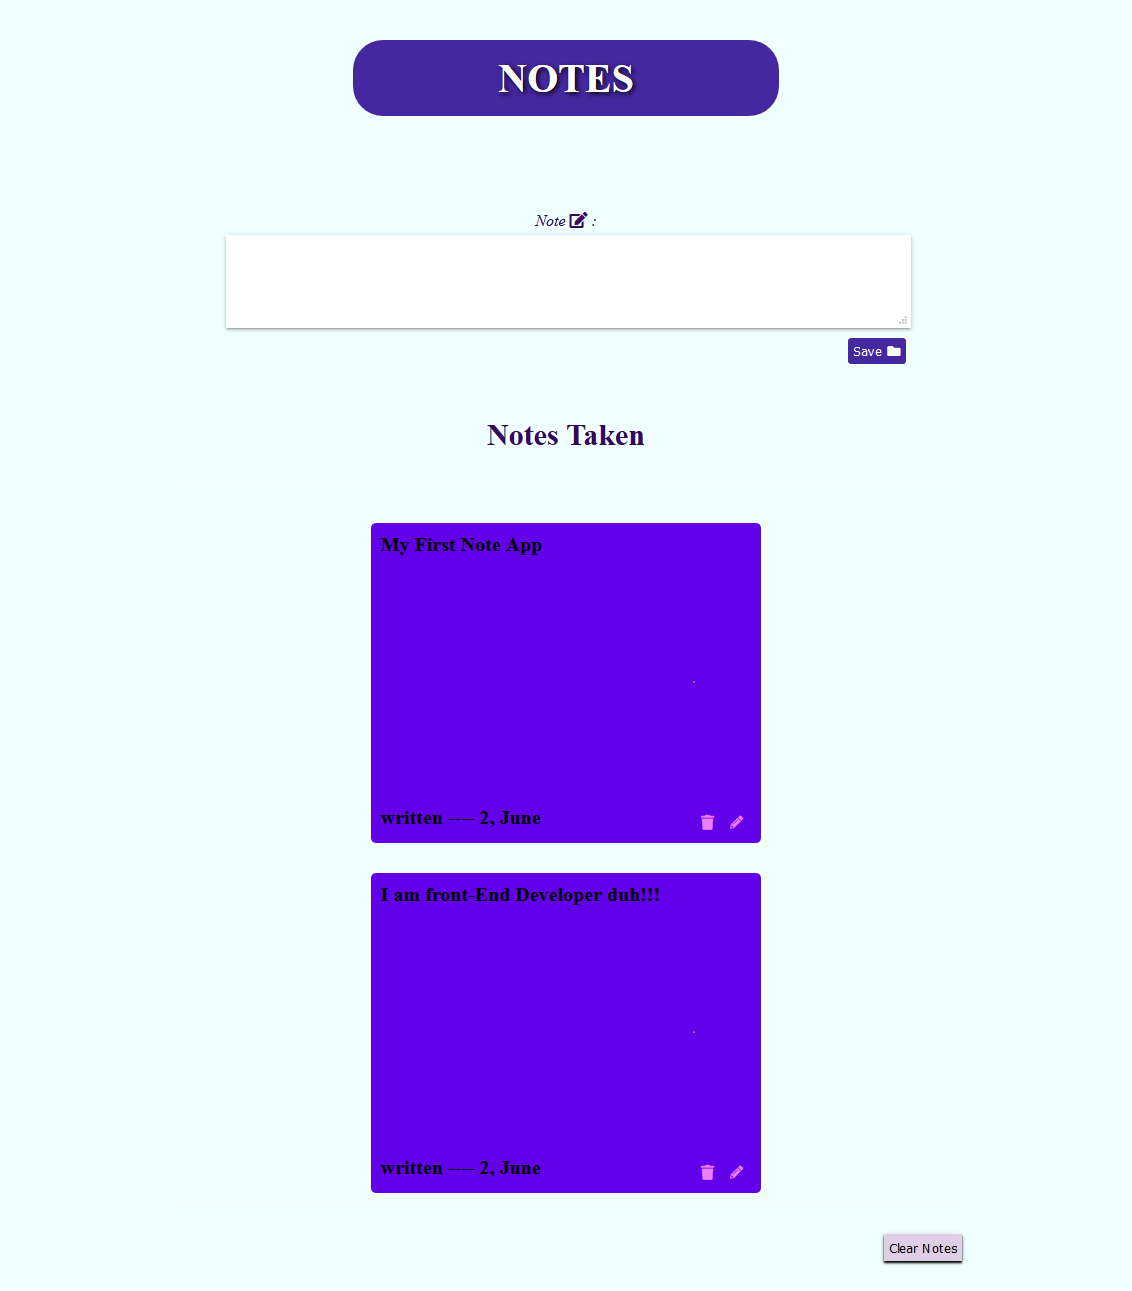 NOTES
Note :
Save
Notes Taken
My First Note App
written ---- 2, June
I am front-End Developer duh!!!
written ---- 2, June
Clear Notes